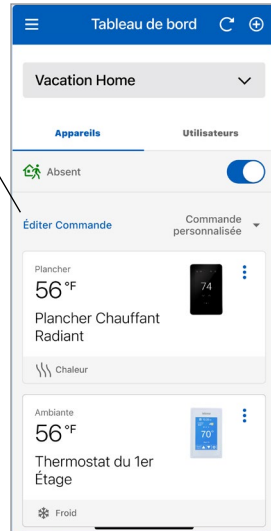 Tableau de bord
Vacation Home
Appareils Utilisateurs
Absent
Éditer Commande
Commande
personnalisée
Plancher
56°F
74
Plancher Chauffant
Radiant
Chaleur
Ambiante
56°F
70°
Thermostat du 1er
Étage
Froid